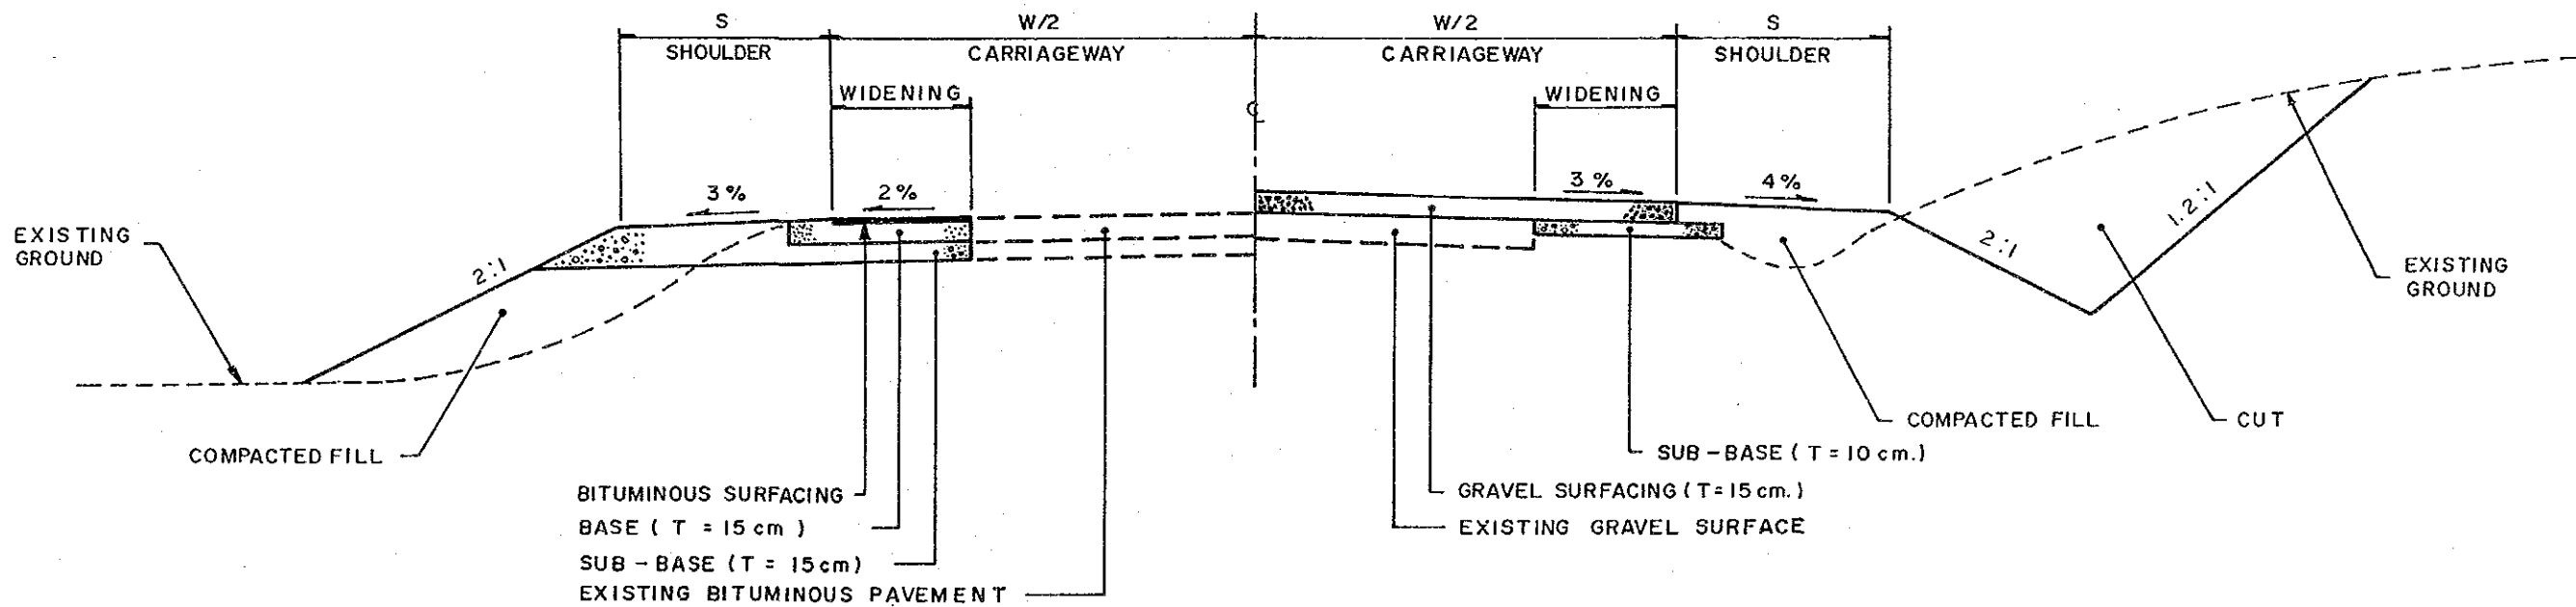 S
W/2
W/2
S
SHOULDER
CARRIAGEWAY
CARRIAGEWAY
SHOULDER
WIDENING
WIDENING
℄
3%
2%
3%
4%
EXISTING
GROUND
2:1
2:1
1.2:1
EXISTING
GROUND
COMPACTED FILL
COMPACTED FILL
CUT
SUB-BASE (T = 10 cm.)
BITUMINOUS SURFACING
GRAVEL SURFACING (T = 15 cm.)
BASE ( T = 15 cm )
EXISTING GRAVEL SURFACE
SUB-BASE (T = 15 cm)
EXISTING BITUMINOUS PAVEMENT